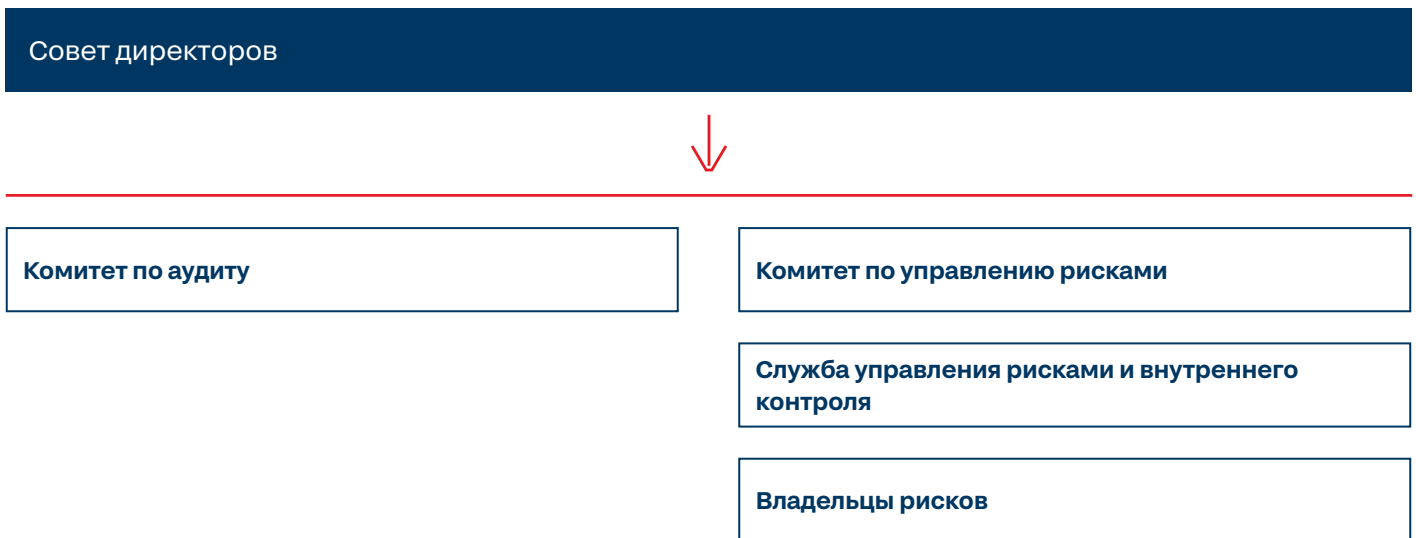 Совет директоров
Комитет по аудиту
Комитет по управлению рисками
Служба управления рисками и внутреннего
контроля
Владельцы рисков